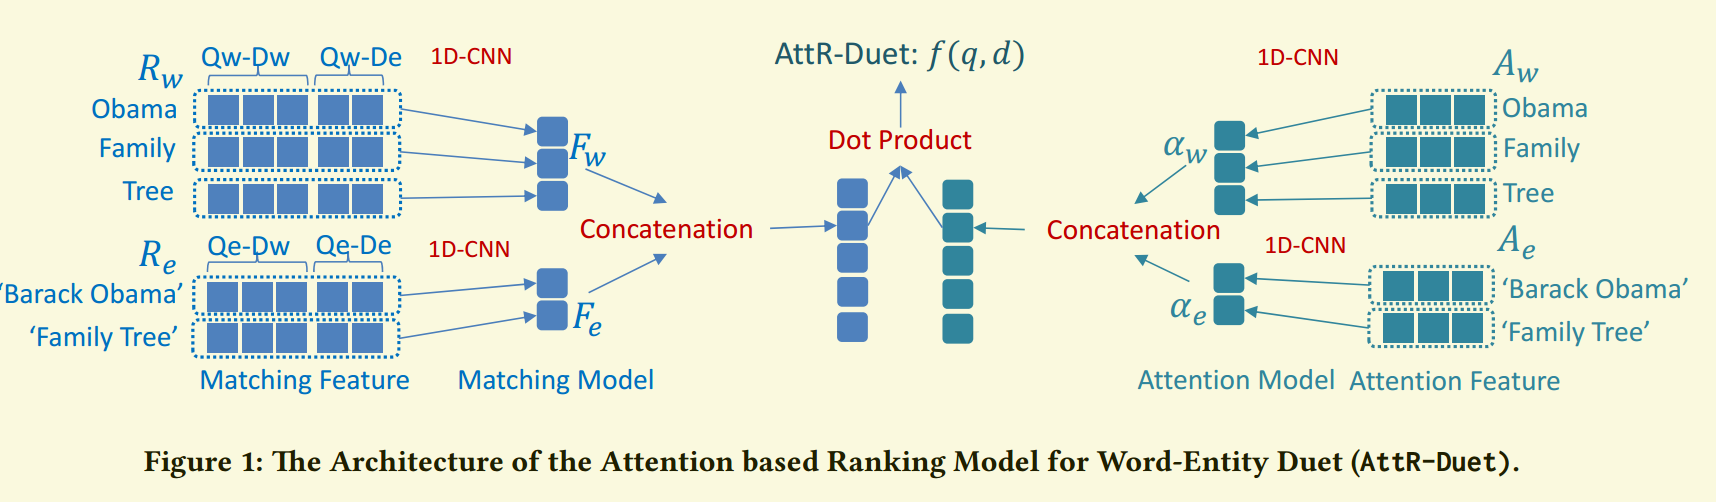 Qw-Dw Qw-De 1D-CNN
R_w
Obama
Family
Tree
F_w
Qe-Dw Qe-De 1D-CNN
R_e
'Barack Obama'
'Family Tree'
F_e
Matching Feature Matching Model
Concatenation
AttR-Duet: f(q, d)
Dot Product
Concatenation
1D-CNN A_w
Obama
Family
Tree
α_w
1D-CNN A_e
'Barack Obama'
'Family Tree'
α_e
Attention Model Attention Feature
Figure 1: The Architecture of the Attention based Ranking Model for Word-Entity Duet (AttR-Duet).